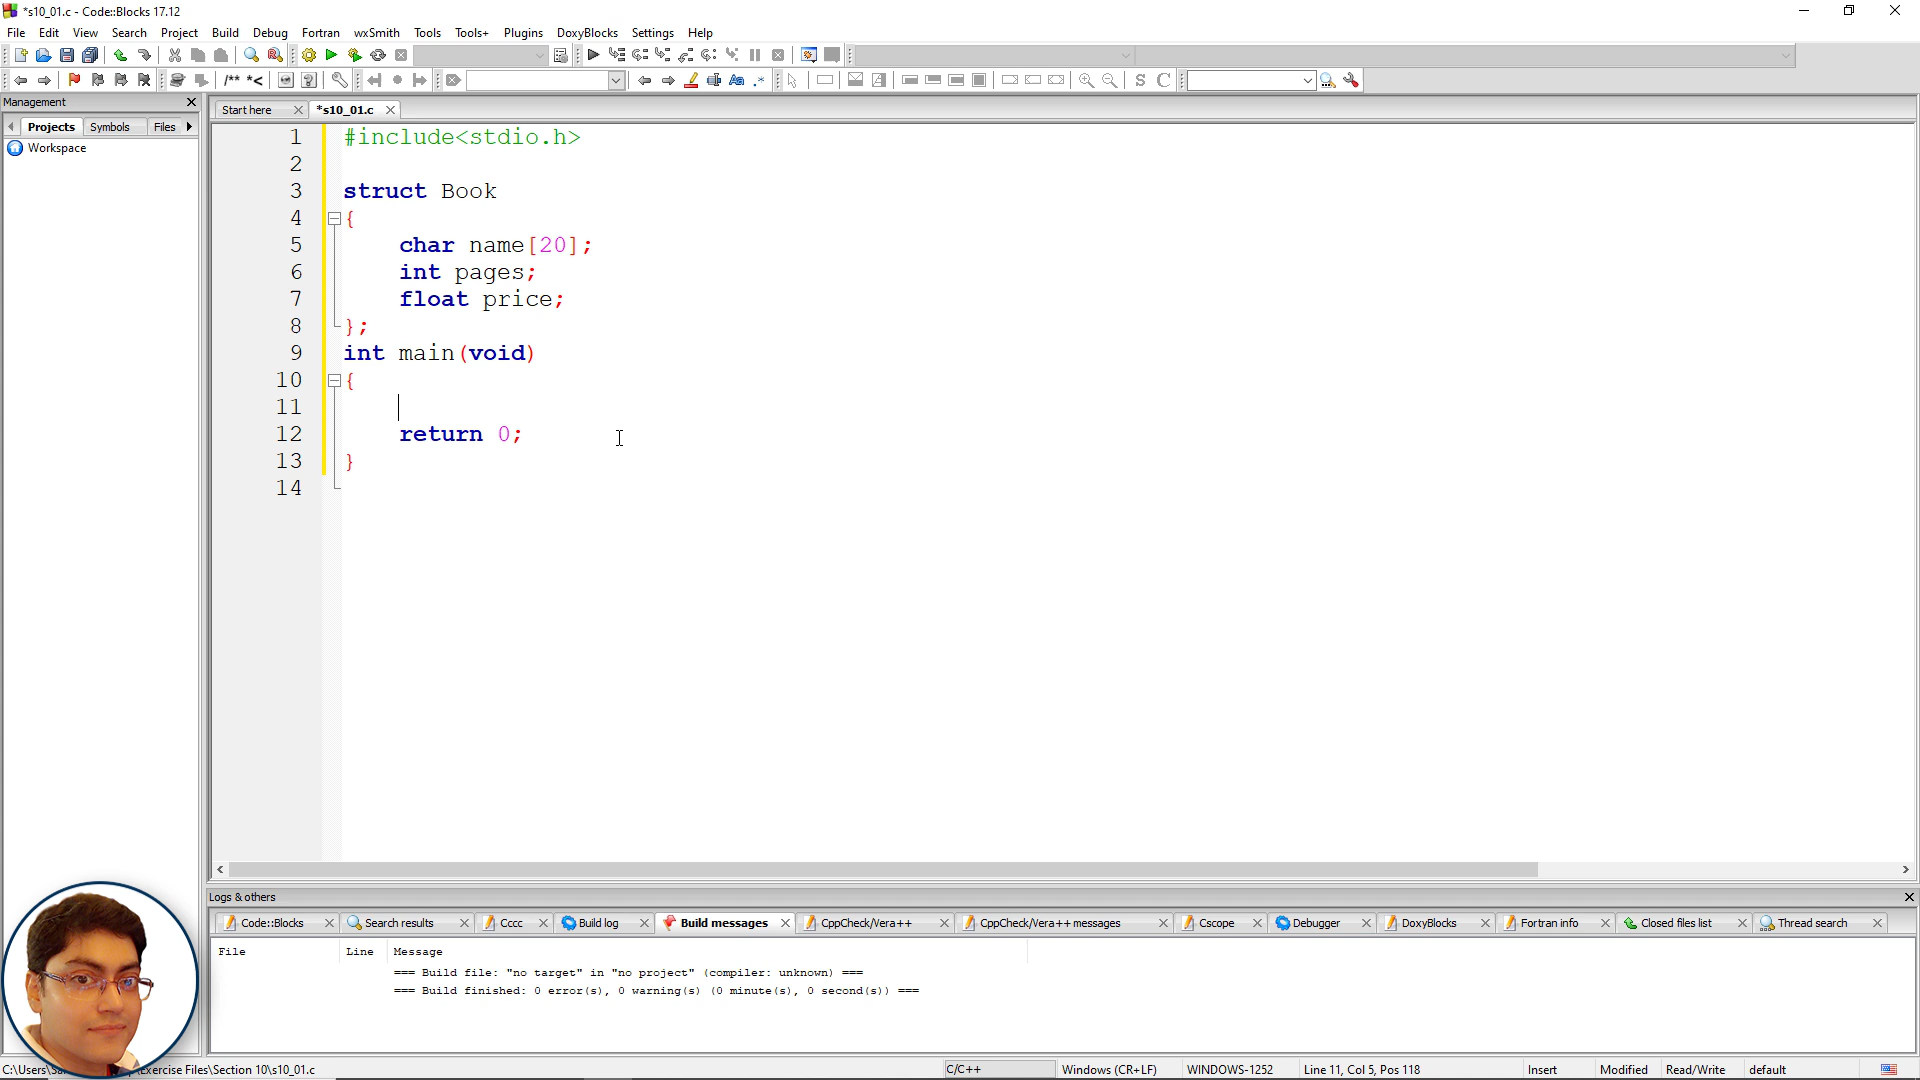 *s10_01.c - Code::Blocks 17.12
File Edit View Search Project Build Debug Fortran wxSmith Tools Tools+ Plugins DoxyBlocks Settings Help
/** *<
.*
S C
Management
Start here *s10_01.c
Projects Symbols Files
Workspace
1 #include<stdio.h>
2
3 struct Book
4 {
5 char name[20];
6 int pages;
7 float price;
8 };
9 int main(void)
10 {
11
12 return 0;
13 }
14
Logs & others
Code::Blocks Search results Cccc Build log Build messages CppCheck/Vera++ CppCheck/Vera++ messages Cscope Debugger DoxyBlocks Fortran info Closed files list Thread search
File Line Message
=== Build file: "no target" in "no project" (compiler: unknown) ===
=== Build finished: 0 error(s), 0 warning(s) (0 minute(s), 0 second(s)) ===
Files\Section 10\s10_01.c C/C++ Windows (CR+LF) WINDOWS-1252 Line 11, Col 5, Pos 118 Insert Modified Read/Write default